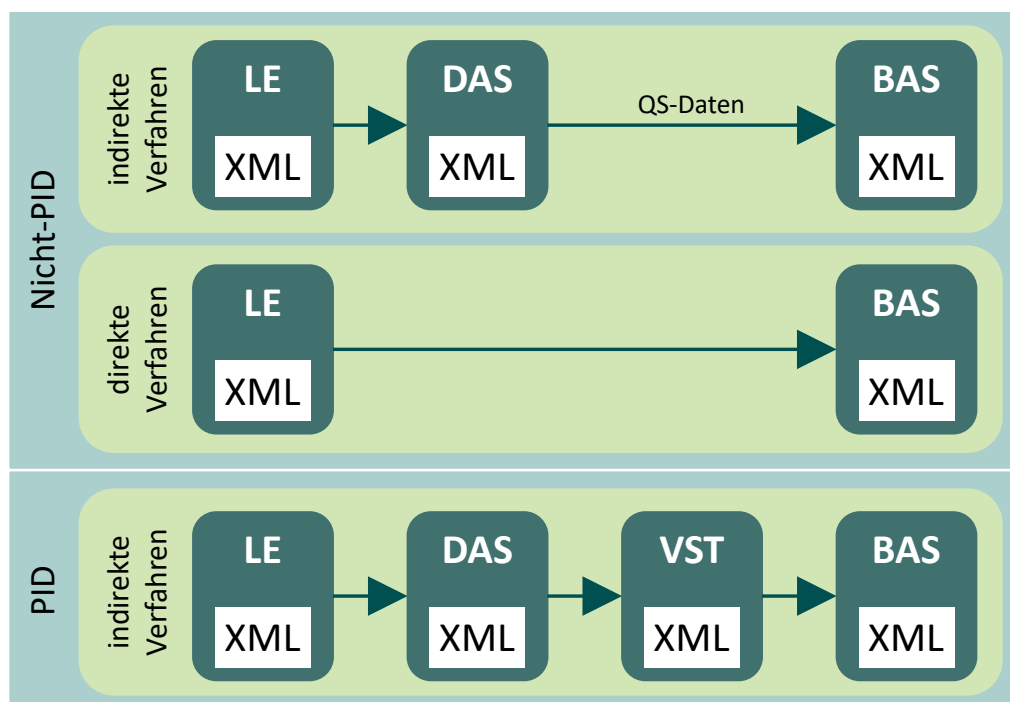 Nicht-PID
indirekte
Verfahren
LE
XML
DAS
XML
QS-Daten
BAS
XML
direkte
Verfahren
LE
XML
BAS
XML
PID
indirekte
Verfahren
LE
XML
DAS
XML
VST
XML
BAS
XML